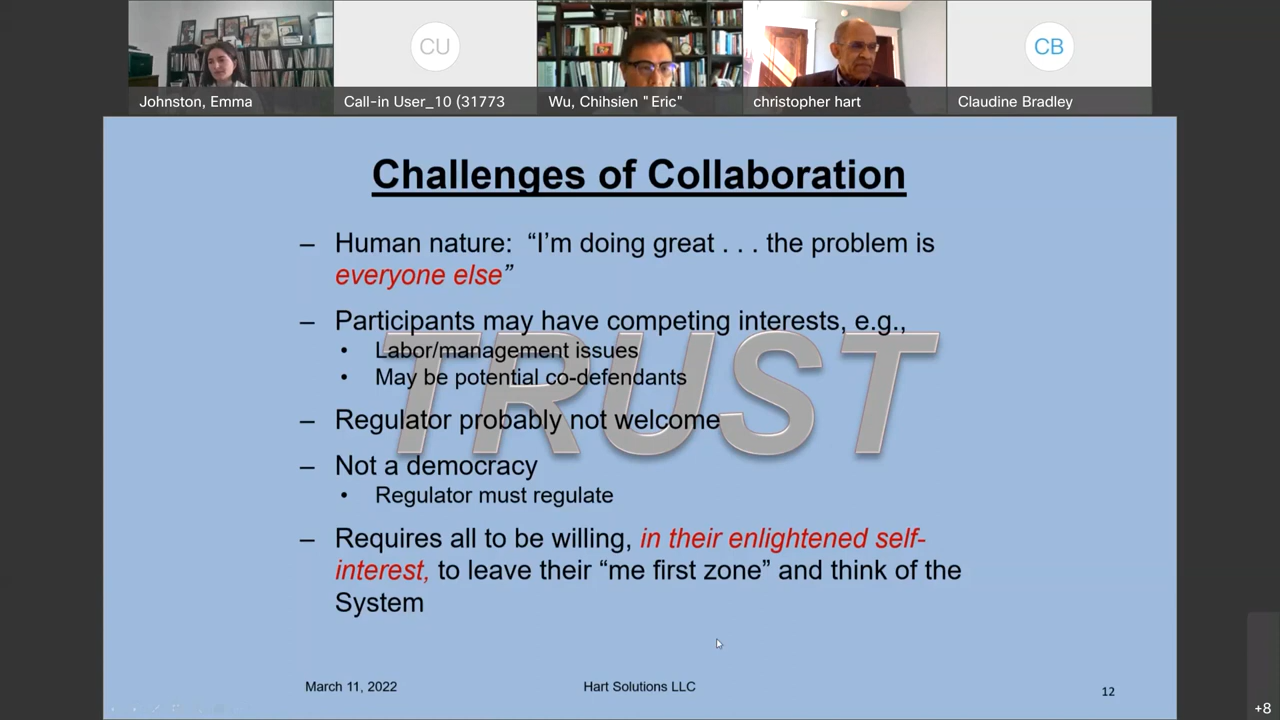 CU
CB
Johnston, Emma
Call-in User_10 (31773
Wu, Chihsien "Eric"
christopher hart
Claudine Bradley
Challenges of Collaboration
– Human nature: “I’m doing great . . . the problem is
everyone else”
– Participants may have competing interests, e.g.,
• Labor/management issues
• May be potential co-defendants
TRUST
– Regulator probably not welcome
– Not a democracy
• Regulator must regulate
– Requires all to be willing, in their enlightened self-
interest, to leave their “me first zone” and think of the
System
March 11, 2022
Hart Solutions LLC
12
+8